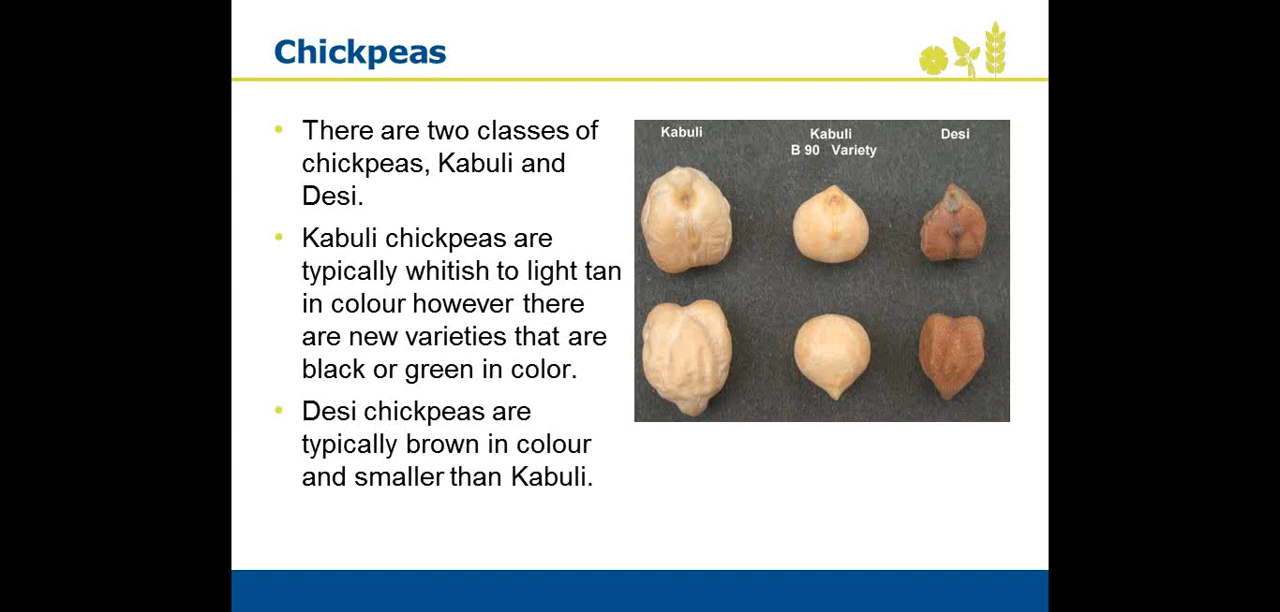 Chickpeas
There are two classes of
chickpeas, Kabuli and
Desi.
Kabuli chickpeas are
typically whitish to light tan
in colour however there
are new varieties that are
black or green in color.
Desi chickpeas are
typically brown in colour
and smaller than Kabuli.
Kabuli
Kabuli
B 90 Variety
Desi